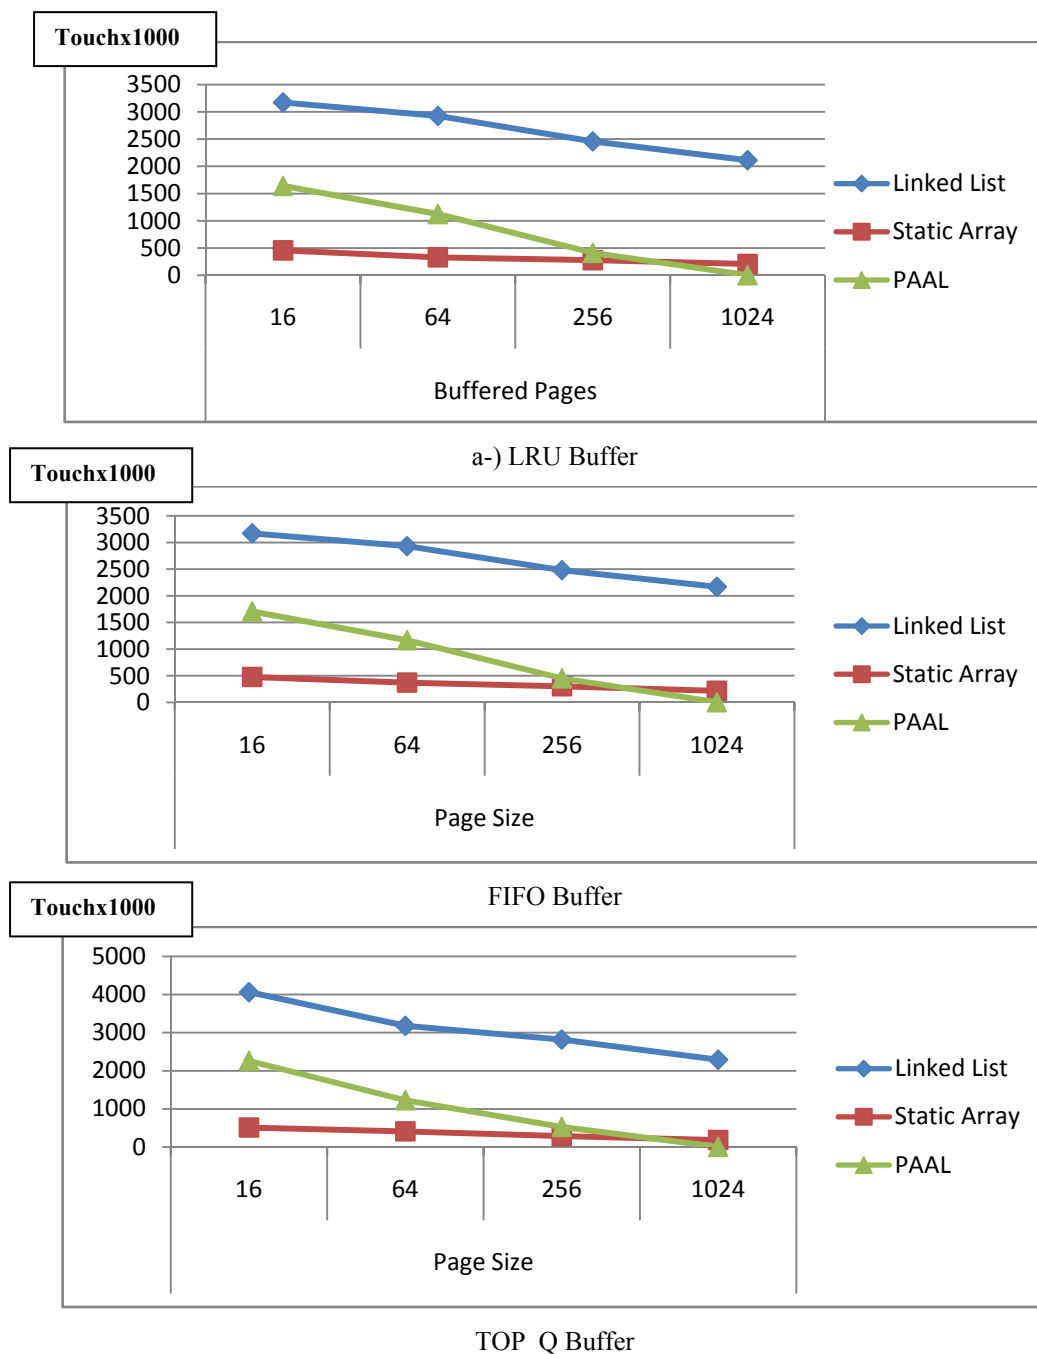 Touchx1000
3500
3000
2500
2000
1500
1000
500
0
16 64 256 1024
Buffered Pages
Linked List
Static Array
PAAL
a-) LRU Buffer
Touchx1000
3500
3000
2500
2000
1500
1000
500
0
16 64 256 1024
Page Size
Linked List
Static Array
PAAL
FIFO Buffer
Touchx1000
5000
4000
3000
2000
1000
0
16 64 256 1024
Page Size
Linked List
Static Array
PAAL
TOP_Q Buffer